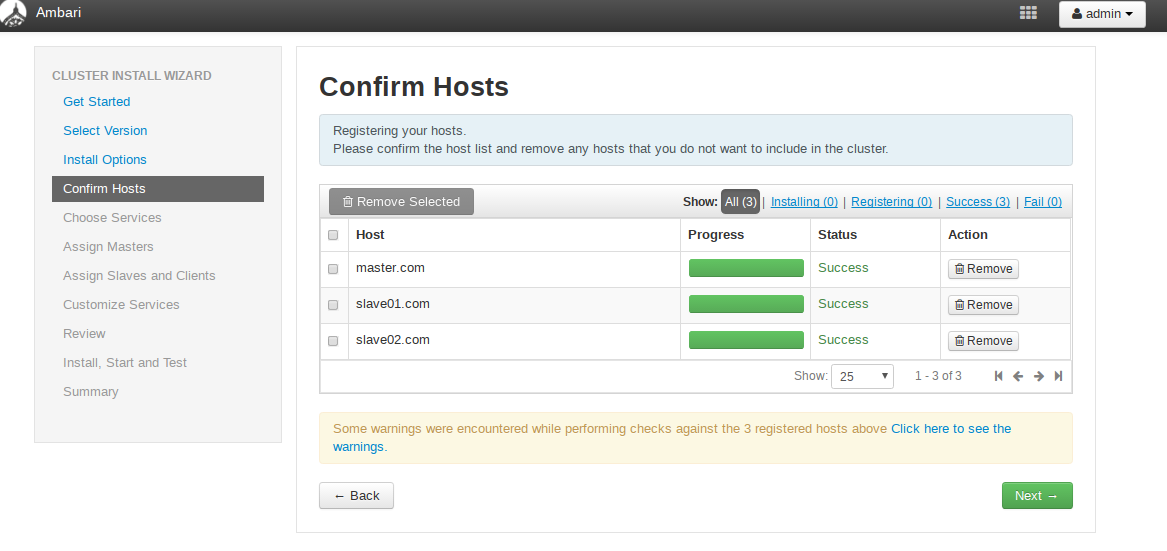 Ambari
admin
CLUSTER INSTALL WIZARD
Get Started
Select Version
Install Options
Confirm Hosts
Choose Services
Assign Masters
Assign Slaves and Clients
Customize Services
Review
Install, Start and Test
Summary
Confirm Hosts
Registering your hosts.
Please confirm the host list and remove any hosts that you do not want to include in the cluster.
Remove Selected Show: All (3) | Installing (0) | Registering (0) | Success (3) | Fail (0)
Host Progress Status Action
master.com Success Remove
slave01.com Success Remove
slave02.com Success Remove
Show: 25 1 - 3 of 3
Some warnings were encountered while performing checks against the 3 registered hosts above Click here to see the
warnings.
← Back Next →